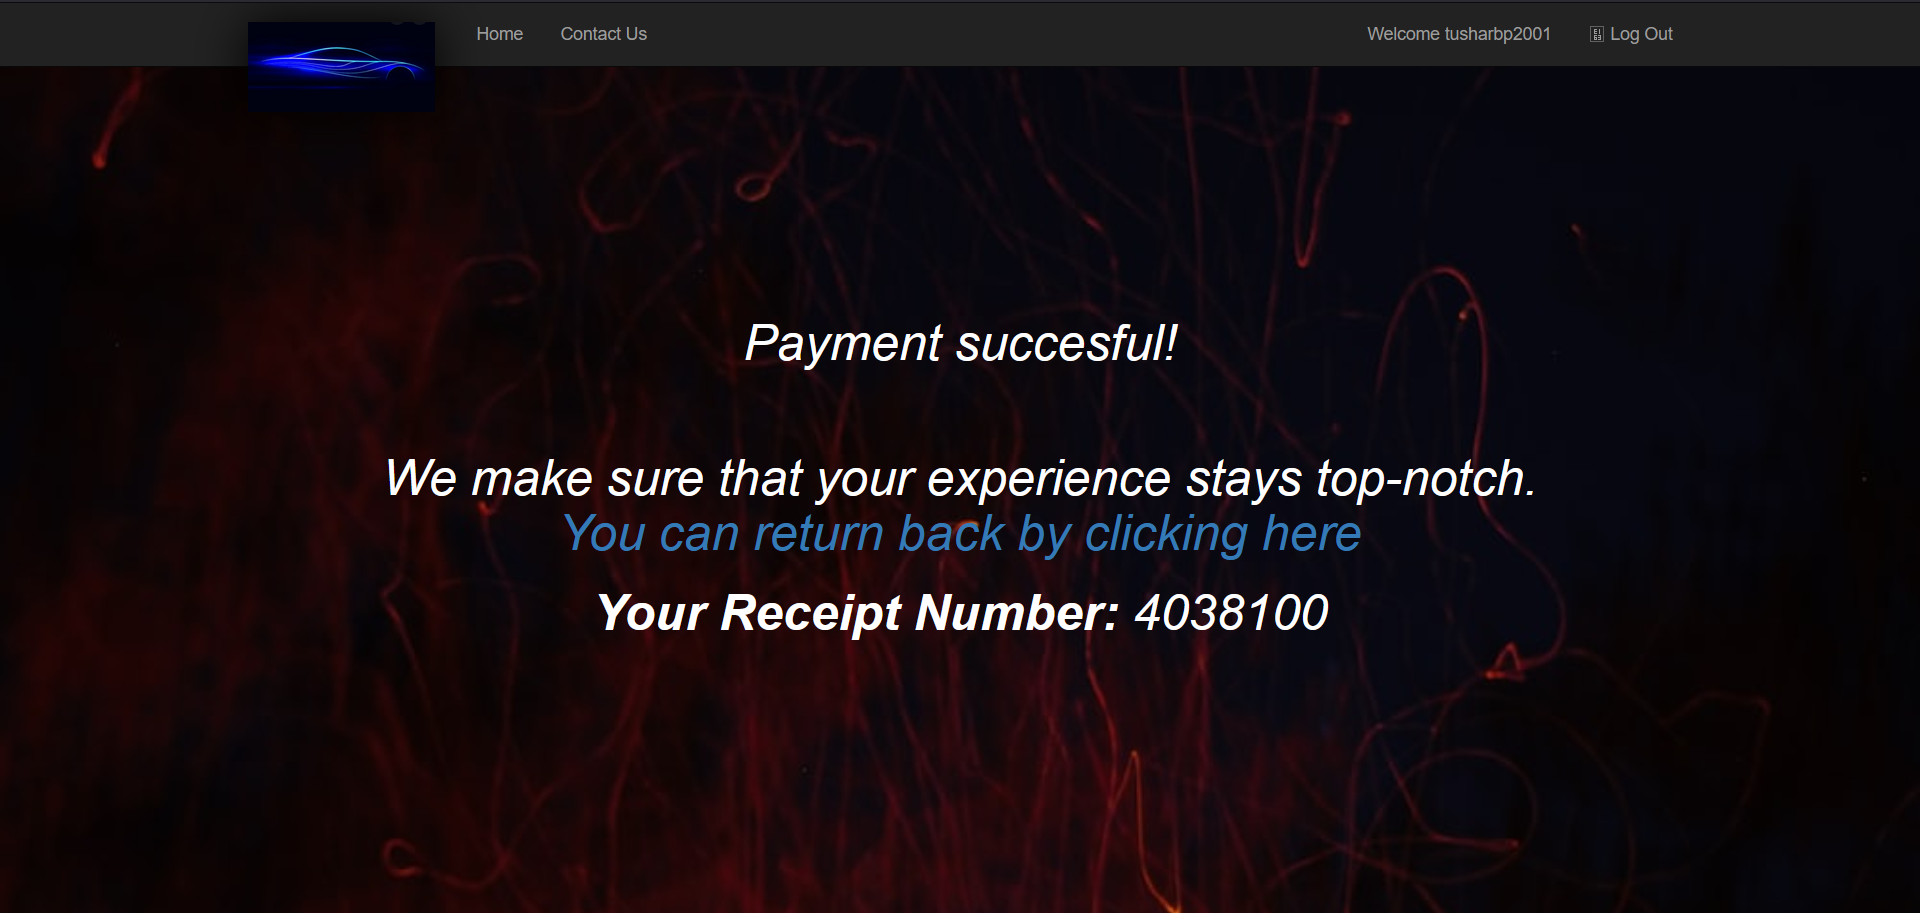 Home Contact Us Welcome tusharbp2001 Log Out
Payment succesful!
We make sure that your experience stays top-notch.
You can return back by clicking here
Your Receipt Number: 4038100